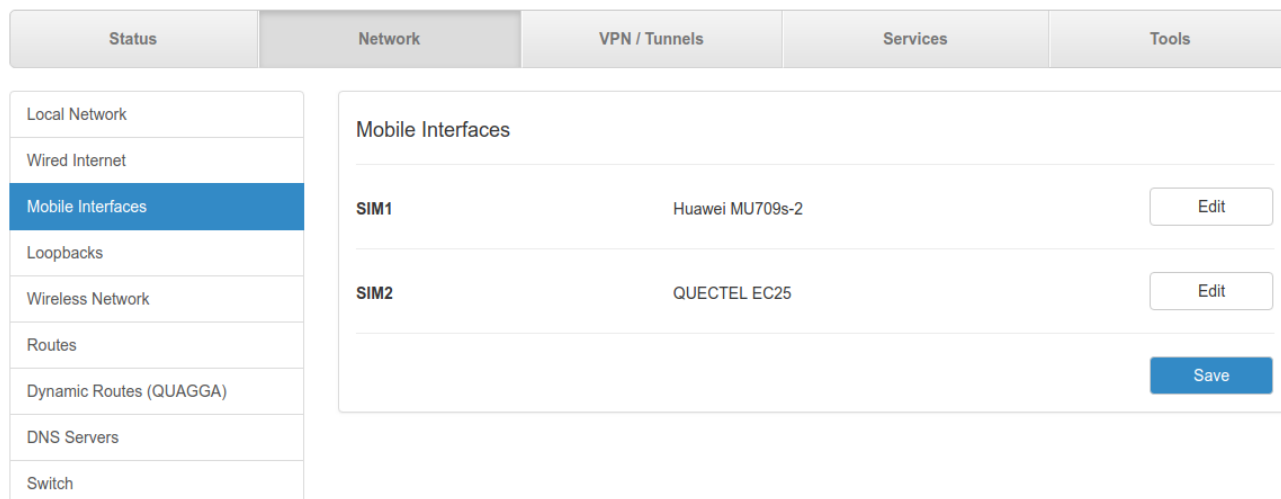 Status
Network
VPN / Tunnels
Services
Tools
Local Network
Wired Internet
Mobile Interfaces
Loopbacks
Wireless Network
Routes
Dynamic Routes (QUAGGA)
DNS Servers
Switch
Mobile Interfaces
SIM1
Huawei MU709s-2
Edit
SIM2
QUECTEL EC25
Edit
Save